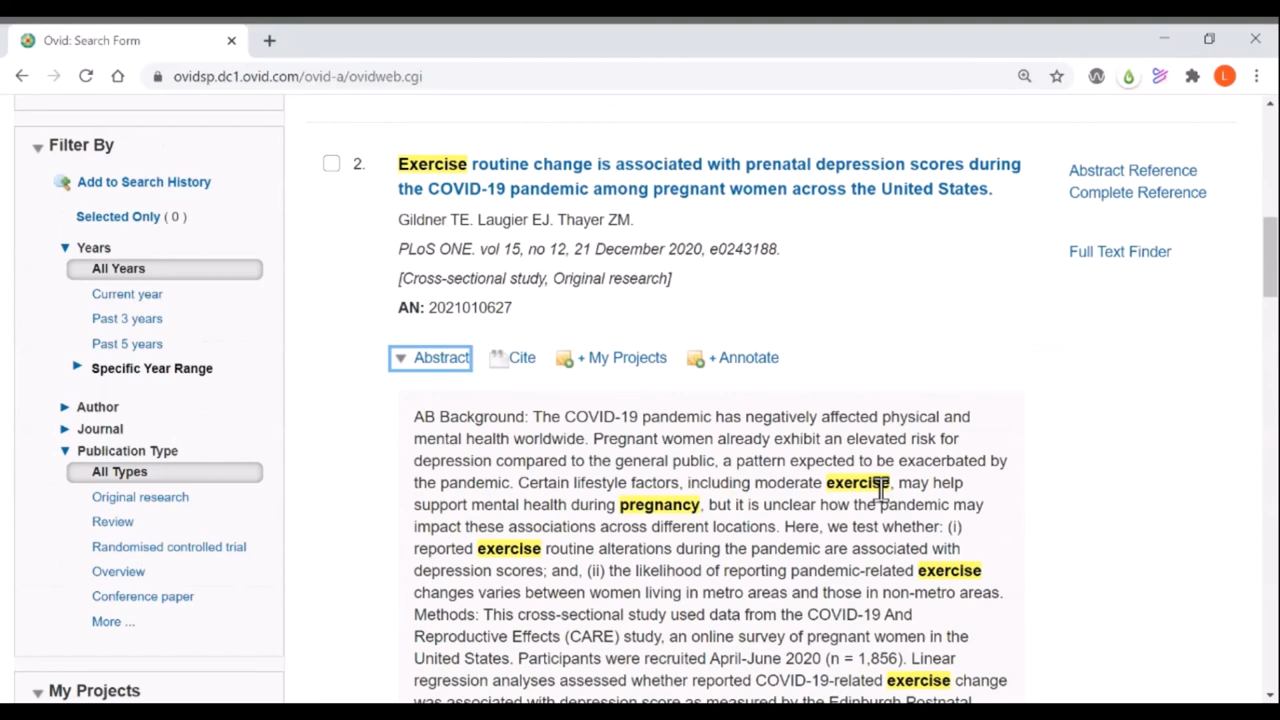 Ovid: Search Form
ovidsp.dc1.ovid.com/ovid-a/ovidweb.cgi
L
Filter By
Add to Search History
Selected Only ( 0 )
Years
All Years
Current year
Past 3 years
Past 5 years
Specific Year Range
Author
Journal
Publication Type
All Types
Original research
Review
Randomised controlled trial
Overview
Conference paper
More ...
My Projects
2.
Exercise routine change is associated with prenatal depression scores during
the COVID-19 pandemic among pregnant women across the United States.
Gildner TE. Laugier EJ. Thayer ZM.
PLoS ONE. vol 15, no 12, 21 December 2020, e0243188.
[Cross-sectional study, Original research]
AN: 2021010627
Abstract Cite + My Projects + Annotate
AB Background: The COVID-19 pandemic has negatively affected physical and
mental health worldwide. Pregnant women already exhibit an elevated risk for
depression compared to the general public, a pattern expected to be exacerbated by
the pandemic. Certain lifestyle factors, including moderate exercise, may help
support mental health during pregnancy, but it is unclear how the pandemic may
impact these associations across different locations. Here, we test whether: (i)
reported exercise routine alterations during the pandemic are associated with
depression scores; and, (ii) the likelihood of reporting pandemic-related exercise
changes varies between women living in metro areas and those in non-metro areas.
Methods: This cross-sectional study used data from the COVID-19 And
Reproductive Effects (CARE) study, an online survey of pregnant women in the
United States. Participants were recruited April-June 2020 (n = 1,856). Linear
regression analyses assessed whether reported COVID-19-related exercise change
was associated with depression score as measured by the Edinburgh Postnatal
Abstract Reference
Complete Reference
Full Text Finder